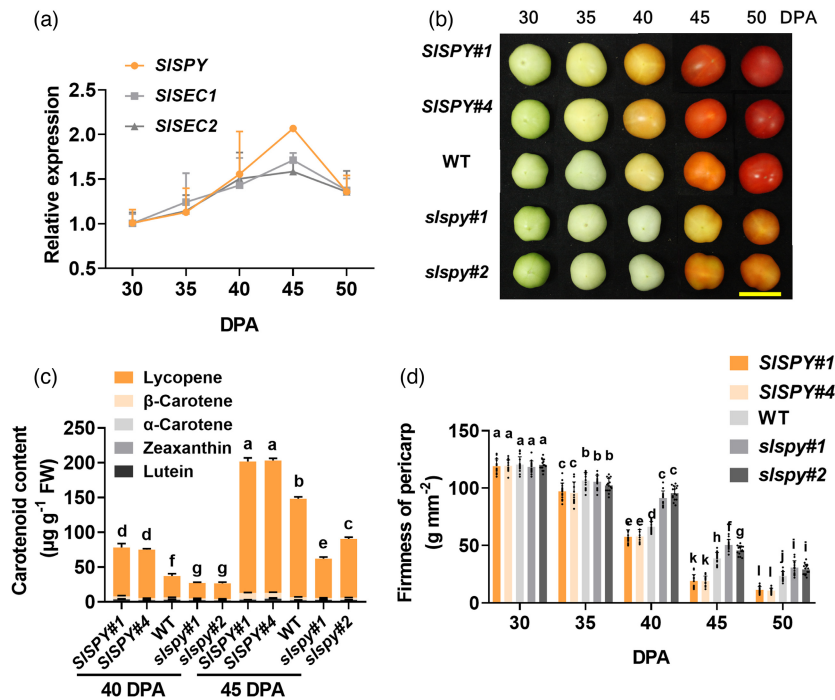 (a)
SlSPY
SlSEC1
SlSEC2
Relative expression
2.5
2.0
1.5
1.0
0.5
30 35 40 45 50
DPA
(b)
30 35 40 45 50 DPA
SlSPY#1
SlSPY#4
WT
slspy#1
slspy#2
(c)
Lycopene
β-Carotene
α-Carotene
Zeaxanthin
Lutein
Carotenoid content
(µg g⁻¹ FW)
250
200
150
100
50
0
d d f g g a a b e c
SlSPY#1 SlSPY#4 WT slspy#1 slspy#2 SlSPY#1 SlSPY#4 WT slspy#1 slspy#2
40 DPA 45 DPA
(d)
SlSPY#1
SlSPY#4
WT
slspy#1
slspy#2
Firmness of pericarp
(g mm⁻²)
150
100
50
0
a a a a a c c b b b e e d c c k k h f g l l j i i
30 35 40 45 50
DPA